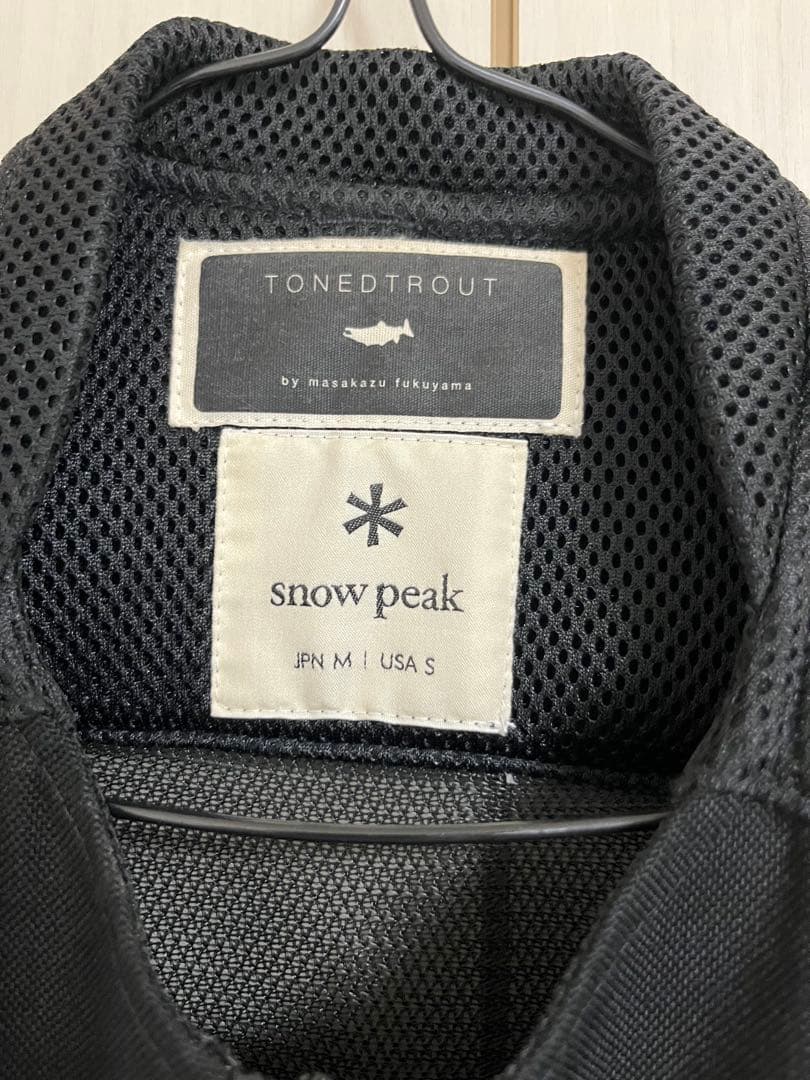 TONEDTROUT
by masakazu fukuyama
snow peak
JPN M | USA S